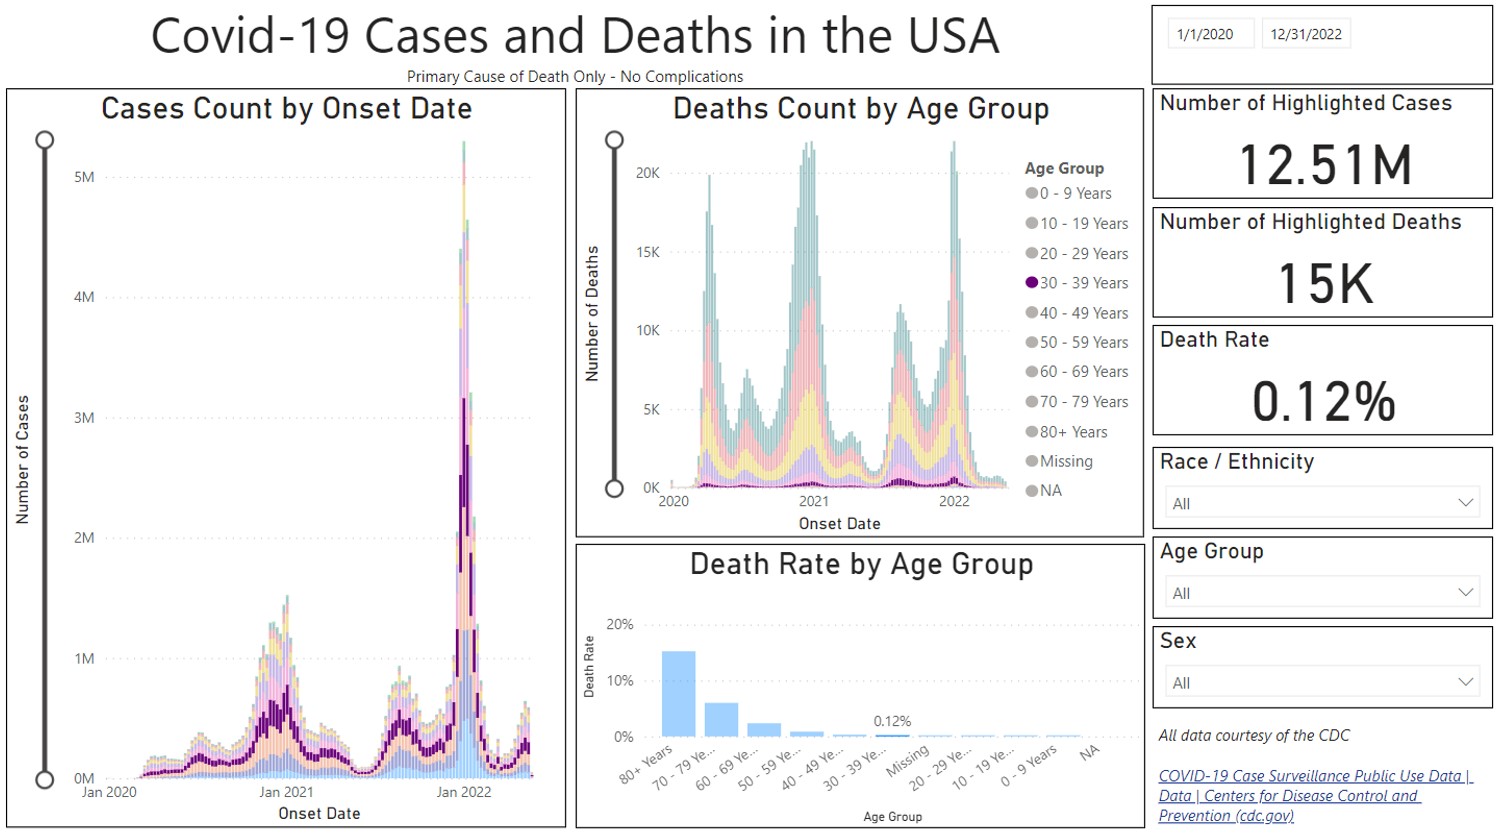 Covid-19 Cases and Deaths in the USA
Primary Cause of Death Only - No Complications
1/1/2020
12/31/2022
Cases Count by Onset Date
Number of Cases
5M
4M
3M
2M
1M
0M
Jan 2020
Jan 2021
Jan 2022
Onset Date
Deaths Count by Age Group
Number of Deaths
20K
15K
10K
5K
0K
2020
2021
2022
Onset Date
Age Group
0 - 9 Years
10 - 19 Years
20 - 29 Years
30 - 39 Years
40 - 49 Years
50 - 59 Years
60 - 69 Years
70 - 79 Years
80+ Years
Missing
NA
Death Rate by Age Group
Death Rate
20%
10%
0%
0.12%
80+ Years
70 - 79 Ye...
60 - 69 Ye...
50 - 59 Ye...
40 - 49 Ye...
30 - 39 Ye...
Missing
20 - 29 Ye...
10 - 19 Ye...
0 - 9 Years
NA
Age Group
Number of Highlighted Cases
12.51M
Number of Highlighted Deaths
15K
Death Rate
0.12%
Race / Ethnicity
All
Age Group
All
Sex
All
All data courtesy of the CDC
COVID-19 Case Surveillance Public Use Data |
Data | Centers for Disease Control and
Prevention (cdc.gov)